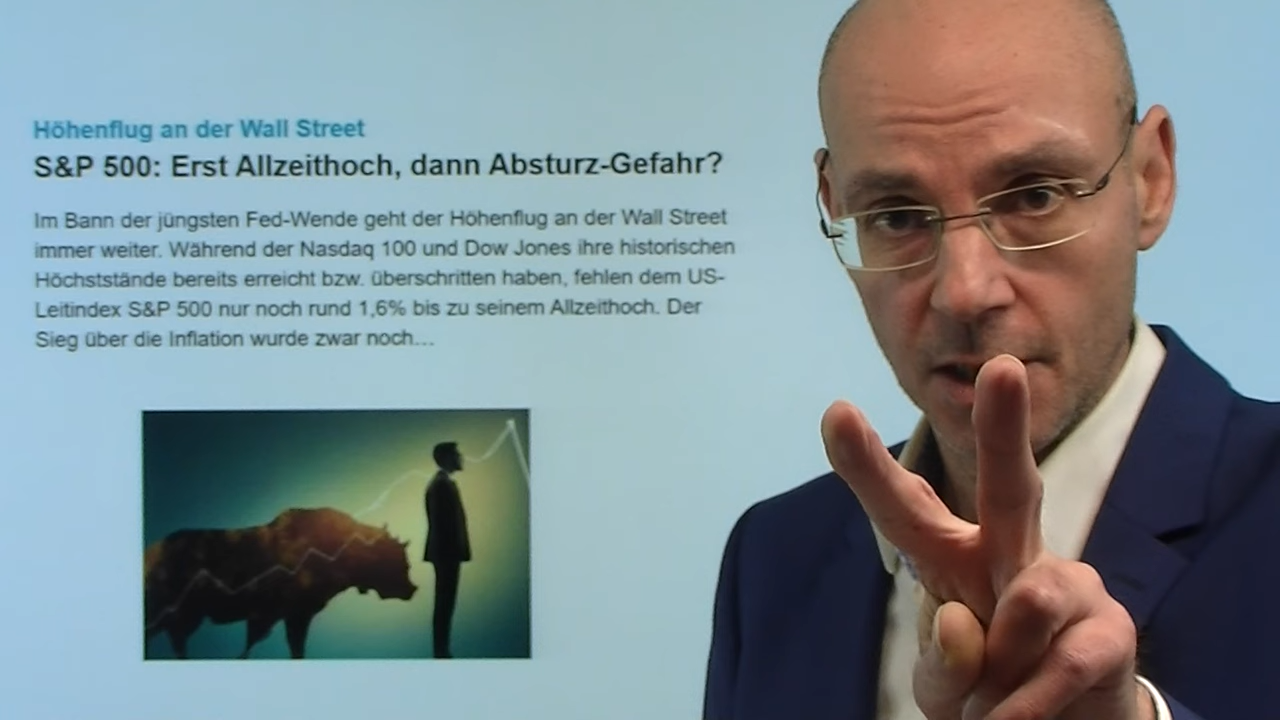 Höhenflug an der Wall Street
S&P 500: Erst Allzeithoch, dann Absturz-Gefahr?
Im Bann der jüngsten Fed-Wende geht der Höhenflug an der Wall Street
immer weiter. Während der Nasdaq 100 und Dow Jones ihre historischen
Höchststände bereits erreicht bzw. überschritten haben, fehlen dem US-
Leitindex S&P 500 nur noch rund 1,6% bis zu seinem Allzeithoch. Der
Sieg über die Inflation wurde zwar noch…